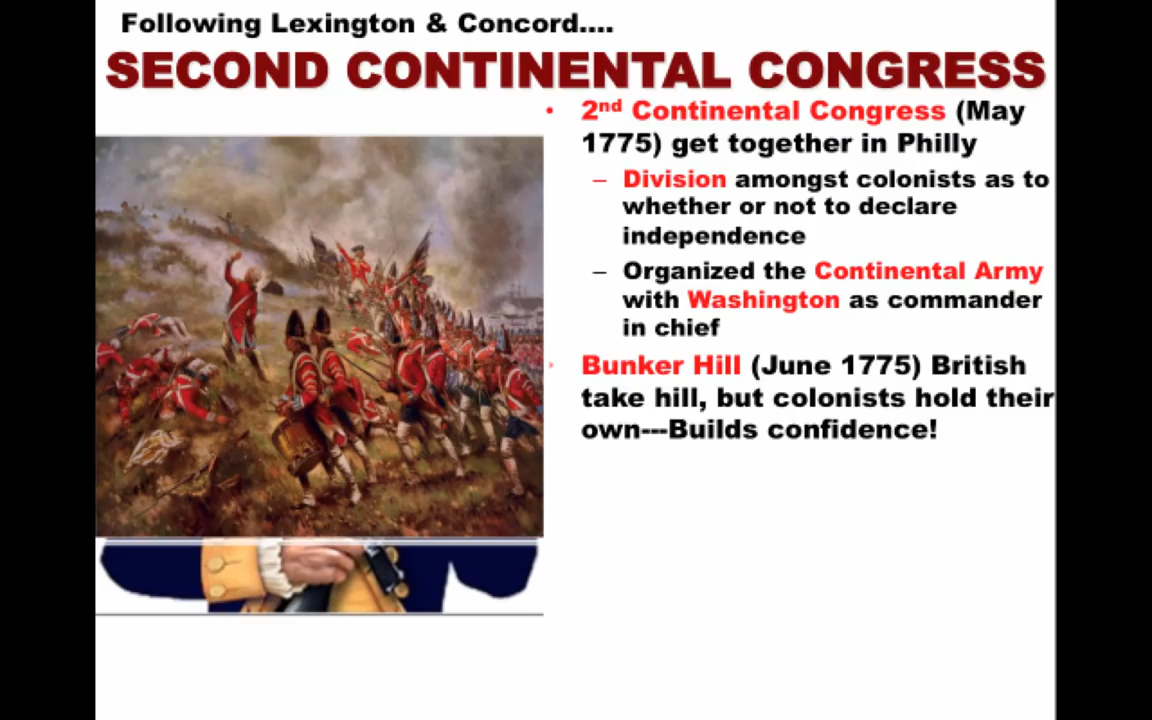 Following Lexington & Concord....
SECOND CONTINENTAL CONGRESS
• 2nd Continental Congress (May
1775) get together in Philly
– Division amongst colonists as to
whether or not to declare
independence
– Organized the Continental Army
with Washington as commander
in chief
• Bunker Hill (June 1775) British
take hill, but colonists hold their
own---Builds confidence!